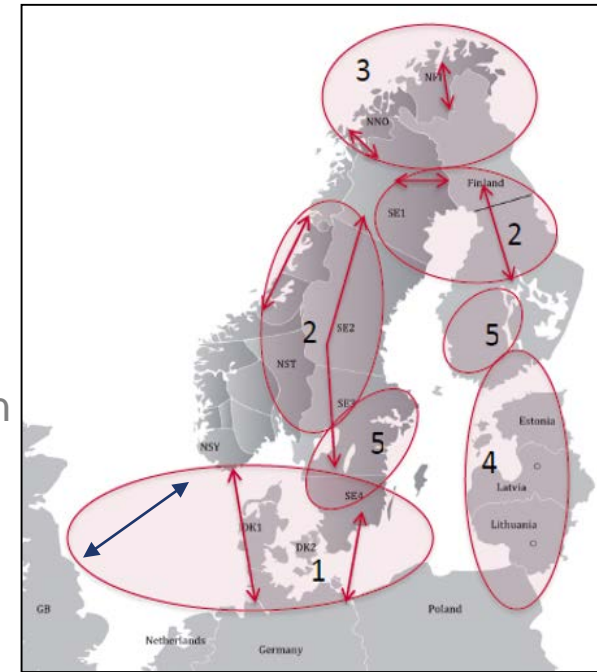 3
NFI
NNO
Finland
SE1
2
2
SE2
NST
5
SE3
n
Estonia
5
NSY
4
Latvia
SE4
Lithuania
DK1
DK2
1
GB
Poland
Netherlands
Germany